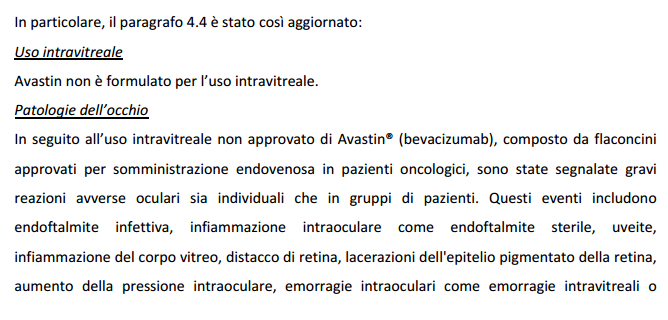 In particolare, il paragrafo 4.4 è stato così aggiornato:
Uso intravitreale
Avastin non è formulato per l’uso intravitreale.
Patologie dell’occhio
In seguito all’uso intravitreale non approvato di Avastin® (bevacizumab), composto da flaconcini
approvati per somministrazione endovenosa in pazienti oncologici, sono state segnalate gravi
reazioni avverse oculari sia individuali che in gruppi di pazienti. Questi eventi includono
endoftalmite infettiva, infiammazione intraoculare come endoftalmite sterile, uveite,
infiammazione del corpo vitreo, distacco di retina, lacerazioni dell'epitelio pigmentato della retina,
aumento della pressione intraoculare, emorragie intraoculari come emorragie intravitreali o